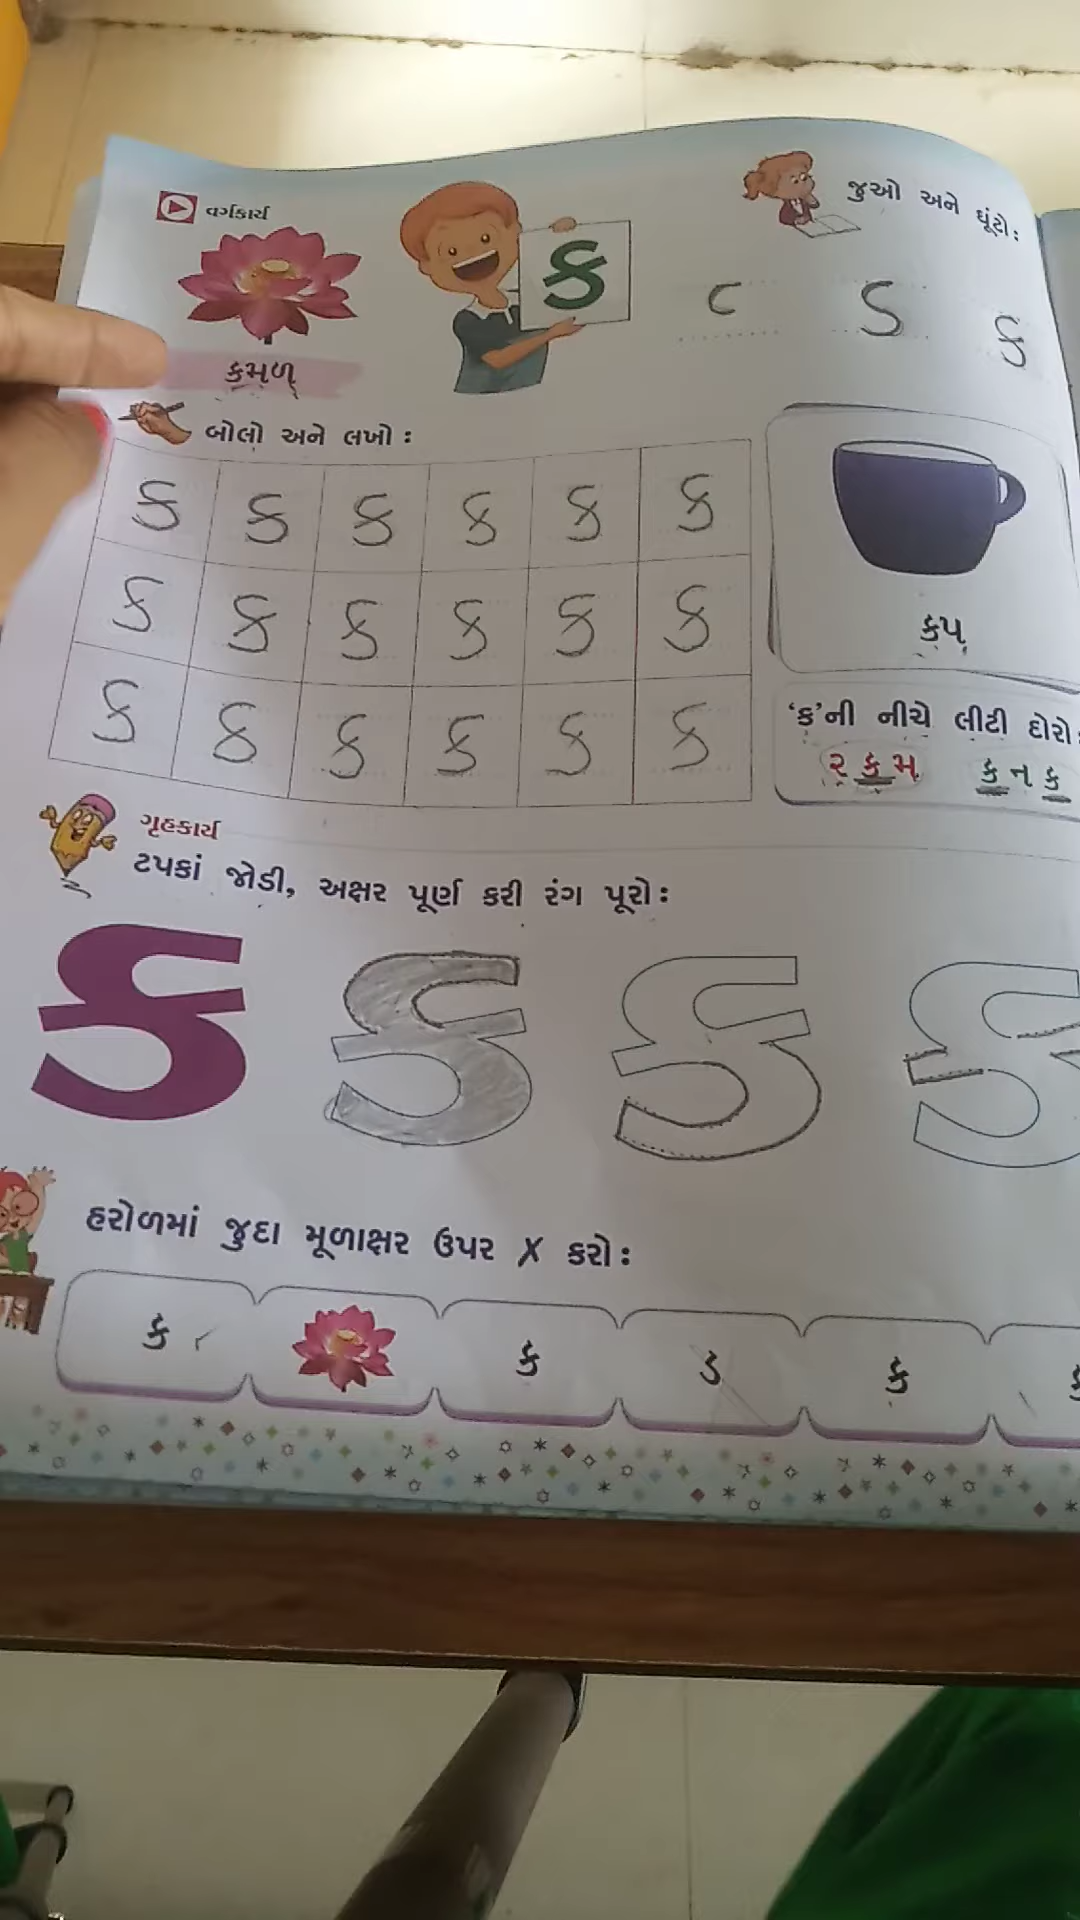 વર્ગકાર્ય
ક
જુઓ અને ઘૂંટો :
ક
કમળ
બોલો અને લખો :
ક ક ક ક ક ક
ક ક ક ક ક ક
ક ક ક ક ક ક
કપ
‘ક’ની નીચે લીટી દોરો :
રકમ કનક
ગૃહકાર્ય
ટપકાં જોડી, અક્ષર પૂર્ણ કરી રંગ પૂરો :
ક ક ક ક
હરોળમાં જુદા મૂળાક્ષર ઉપર X કરો :
ક ક ડ ક